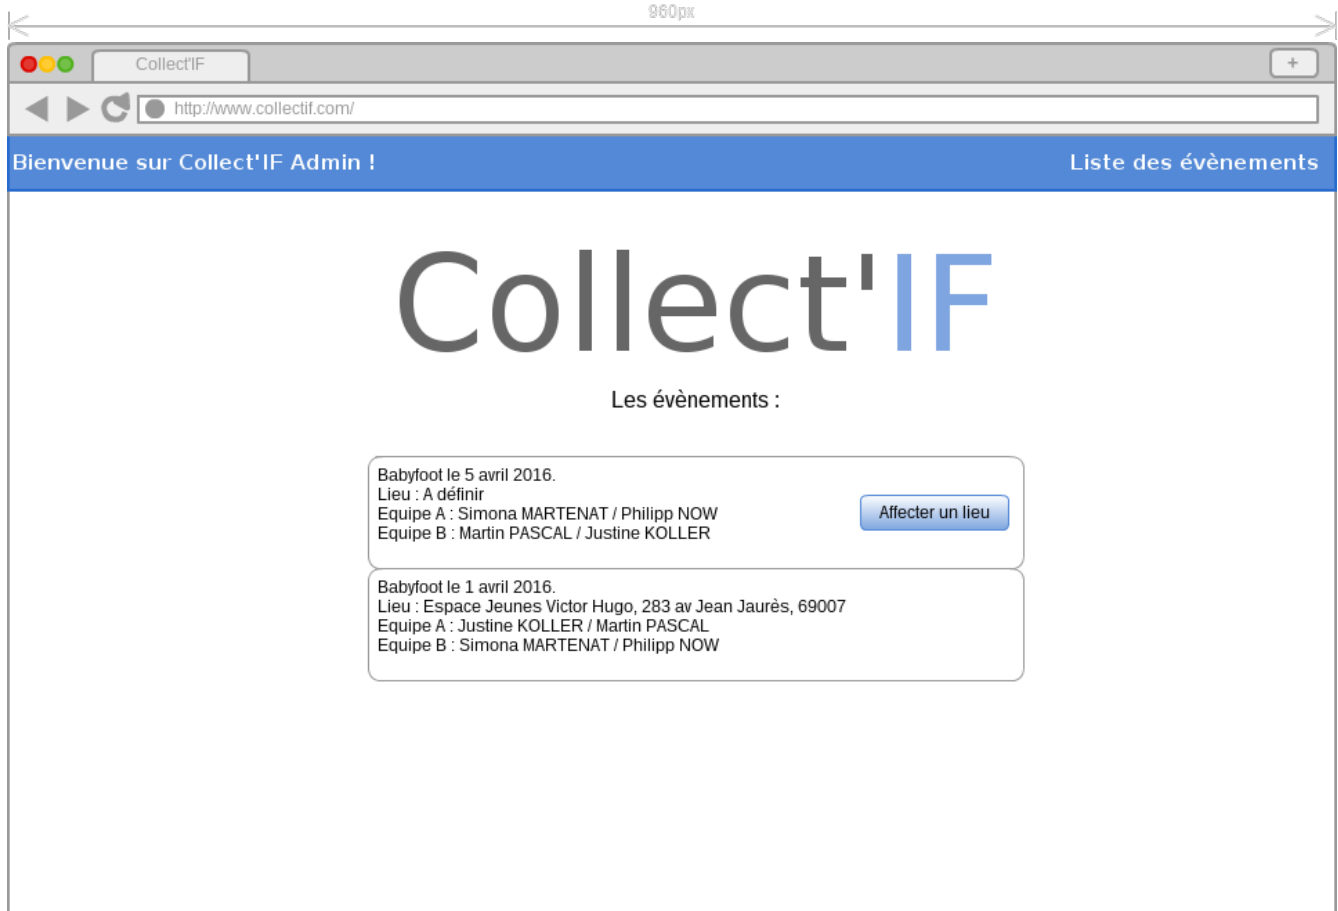 960px
Collect'IF
+
http://www.collectif.com/
Bienvenue sur Collect'IF Admin !
Liste des évènements
Collect'IF
Les évènements :
Babyfoot le 5 avril 2016.
Lieu : A définir
Equipe A : Simona MARTENAT / Philipp NOW
Equipe B : Martin PASCAL / Justine KOLLER
Affecter un lieu
Babyfoot le 1 avril 2016.
Lieu : Espace Jeunes Victor Hugo, 283 av Jean Jaurès, 69007
Equipe A : Justine KOLLER / Martin PASCAL
Equipe B : Simona MARTENAT / Philipp NOW